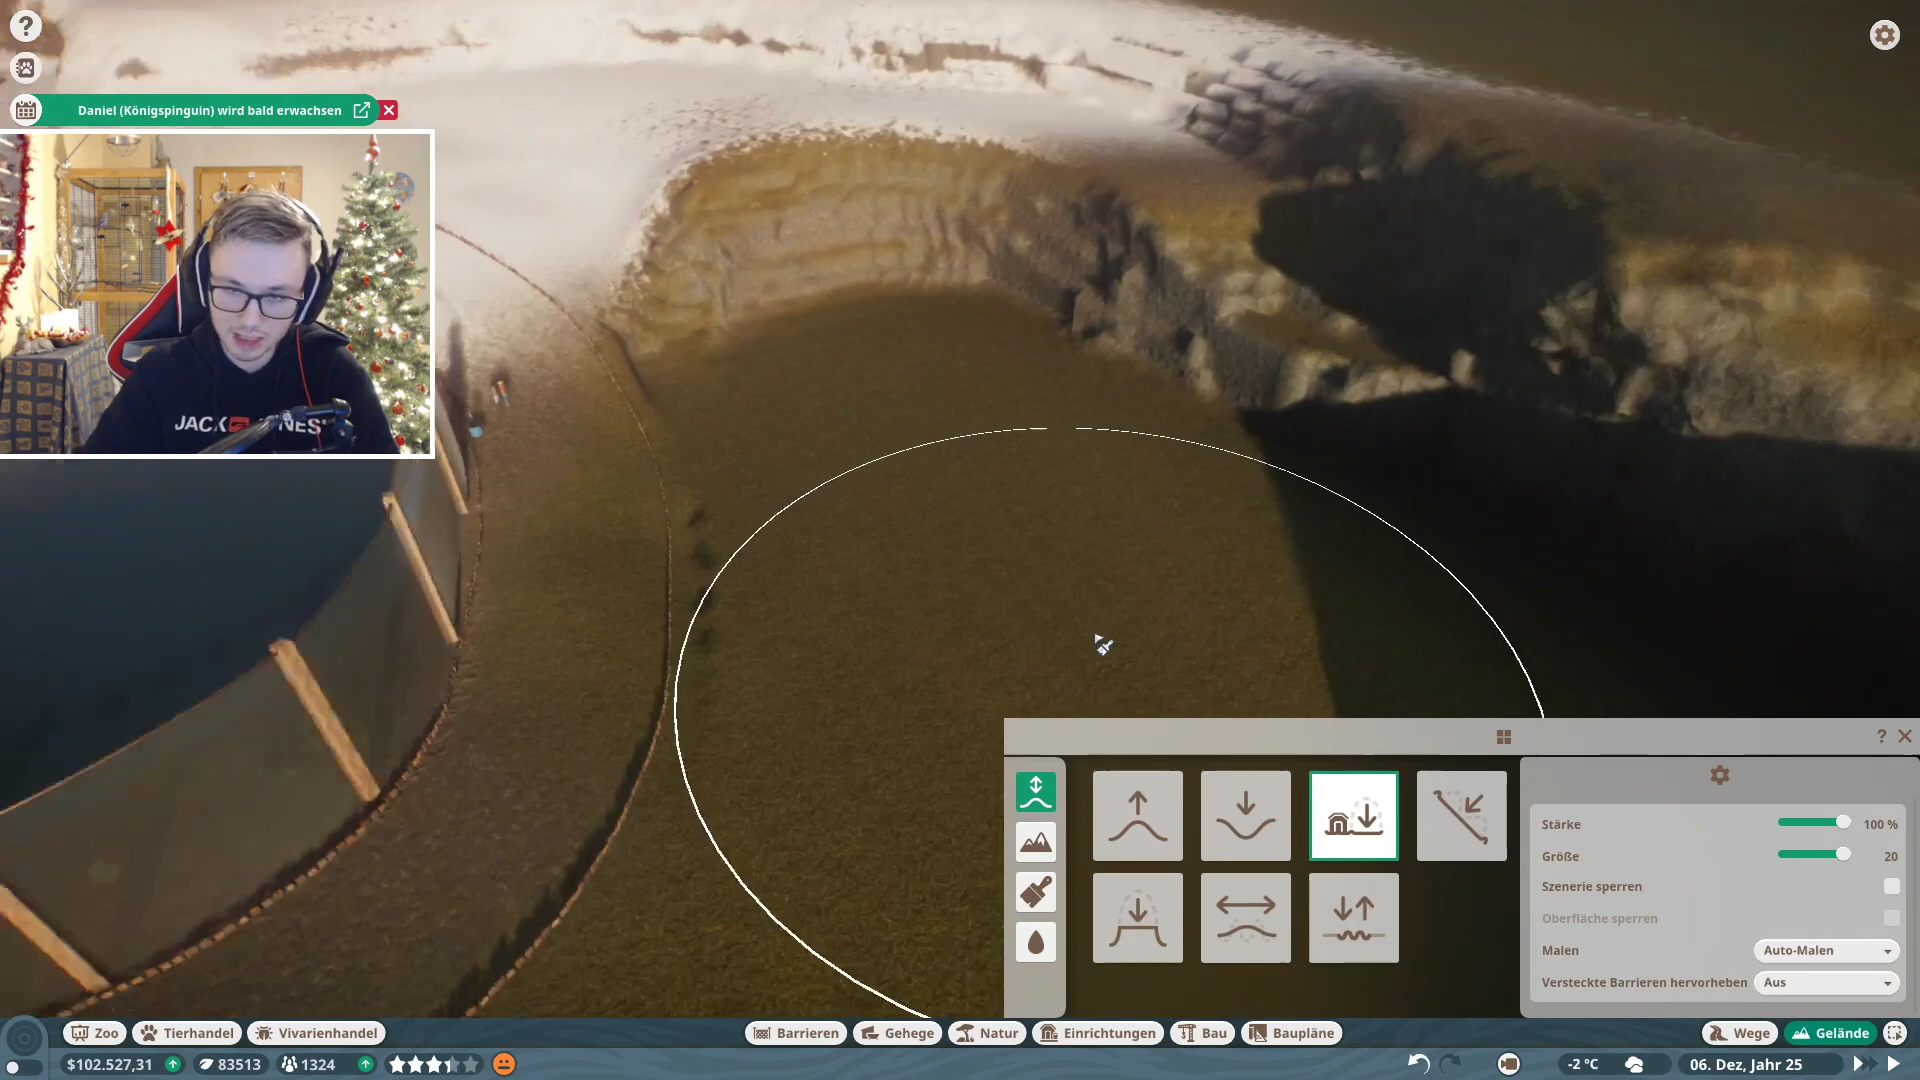 ?
Daniel (Königspinguin) wird bald erwachsen
JACK
NES
?
Stärke
100 %
Größe
20
Szenerie sperren
Oberfläche sperren
Malen
Auto-Malen
Versteckte Barrieren hervorheben
Aus
Zoo
Tierhandel
Vivarienhandel
Barrieren
Gehege
Natur
Einrichtungen
Bau
Baupläne
Wege
Gelände
$102.527,31
83513
1324
-2 °C
06. Dez, Jahr 25